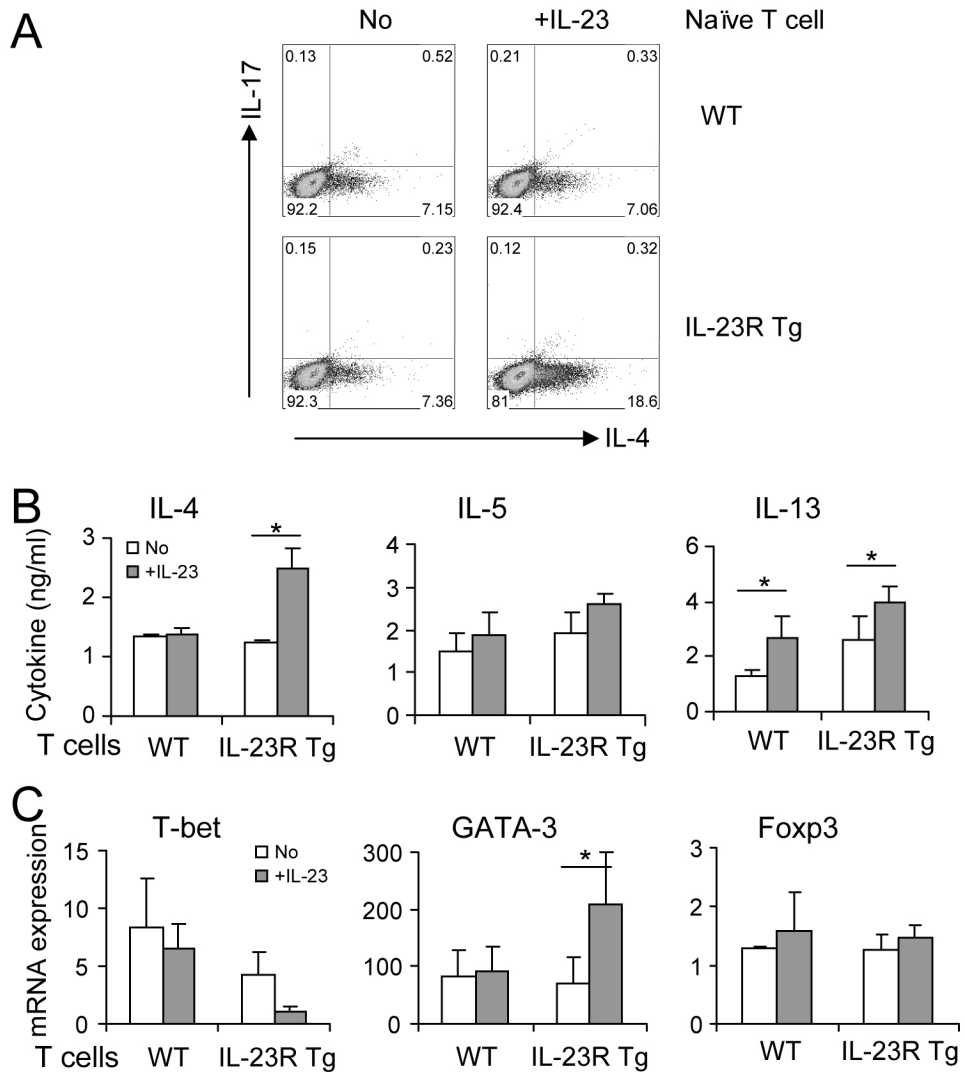 A
No +IL-23 Naïve T cell
IL-17
0.13 0.52 0.21 0.33
WT
92.2 7.15 92.4 7.06
0.15 0.23 0.12 0.32
IL-23R Tg
92.3 7.36 81 18.6
IL-4
B
IL-4 IL-5 IL-13
Cytokine (ng/ml)
3
2
1
0
No
+IL-23
*
4
3
2
1
0
6
4
2
0
* *
T cells WT IL-23R Tg WT IL-23R Tg WT IL-23R Tg
C
T-bet GATA-3 Foxp3
mRNA expression
15
10
5
0
No
+IL-23
300
200
100
0
*
3
2
1
0
T cells WT IL-23R Tg WT IL-23R Tg WT IL-23R Tg